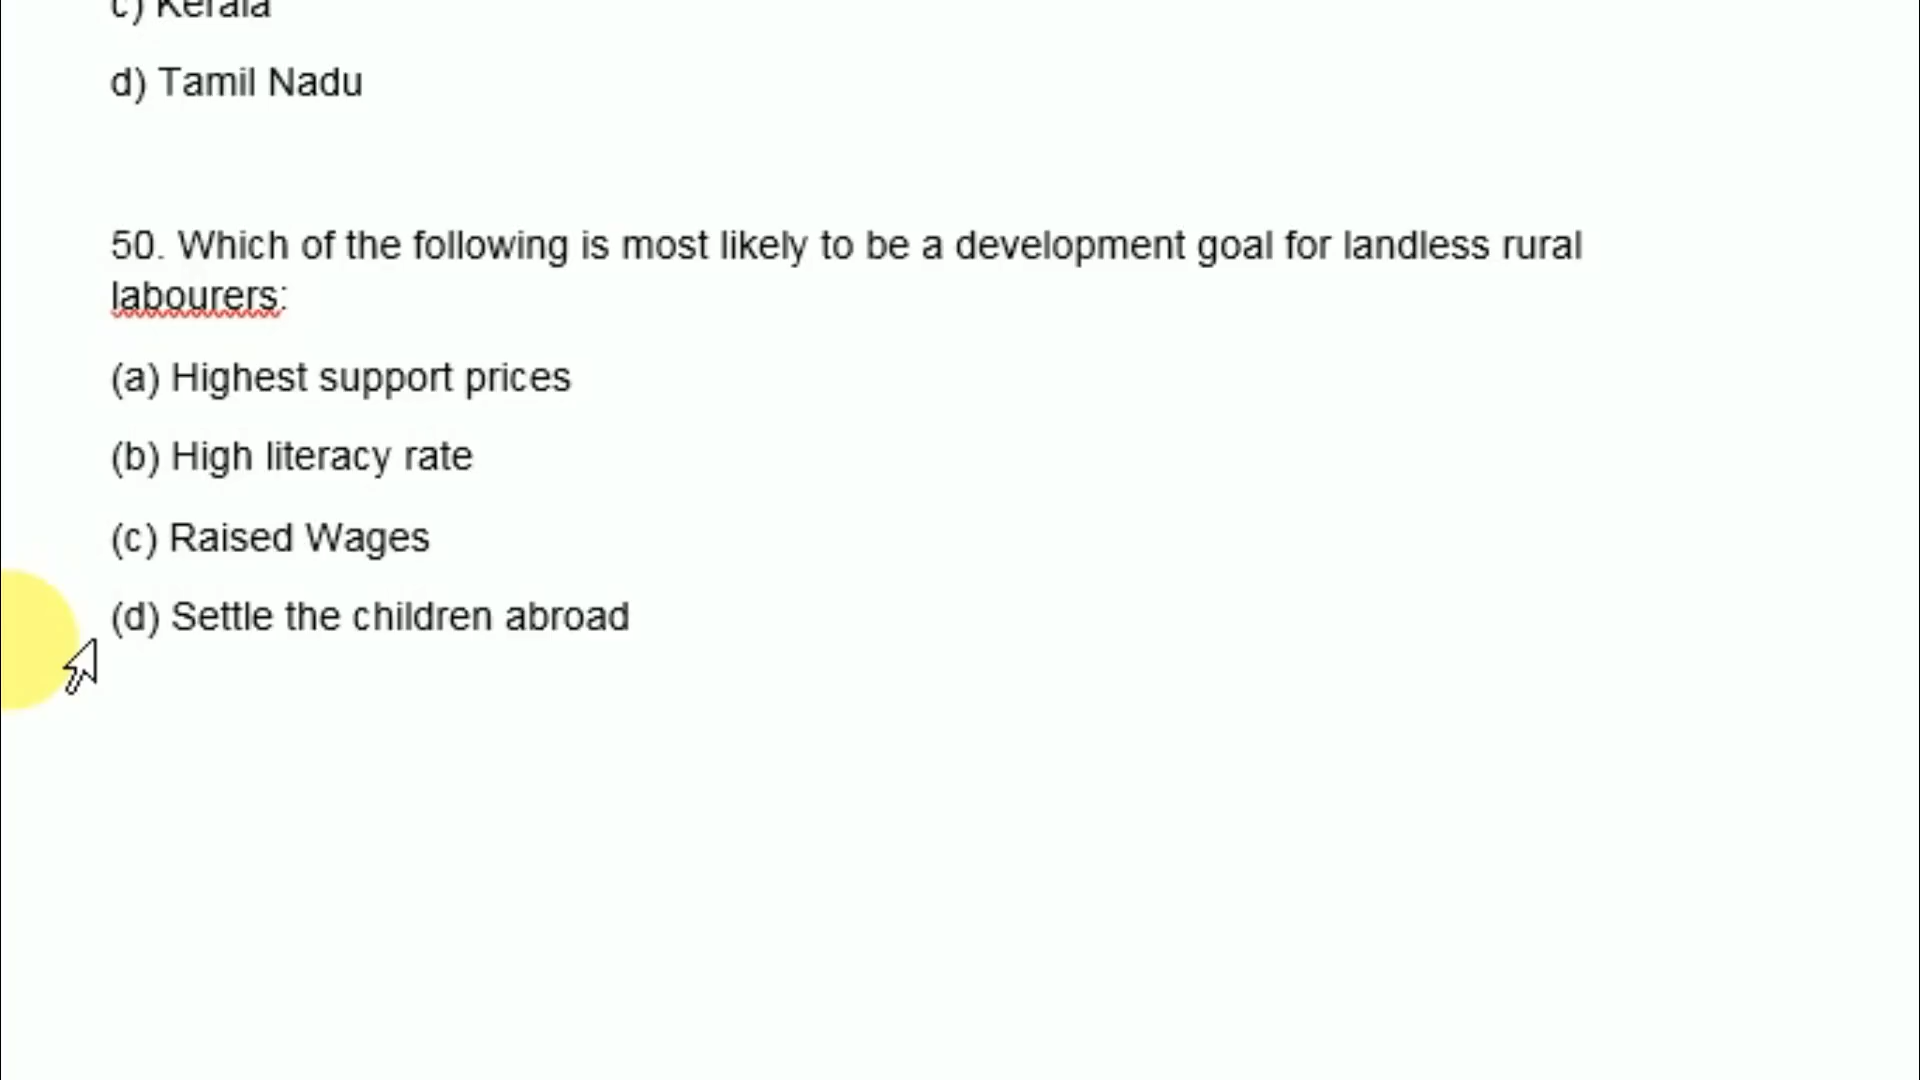 c) Kerala
d) Tamil Nadu
50. Which of the following is most likely to be a development goal for landless rural
labourers:
(a) Highest support prices
(b) High literacy rate
(c) Raised Wages
(d) Settle the children abroad